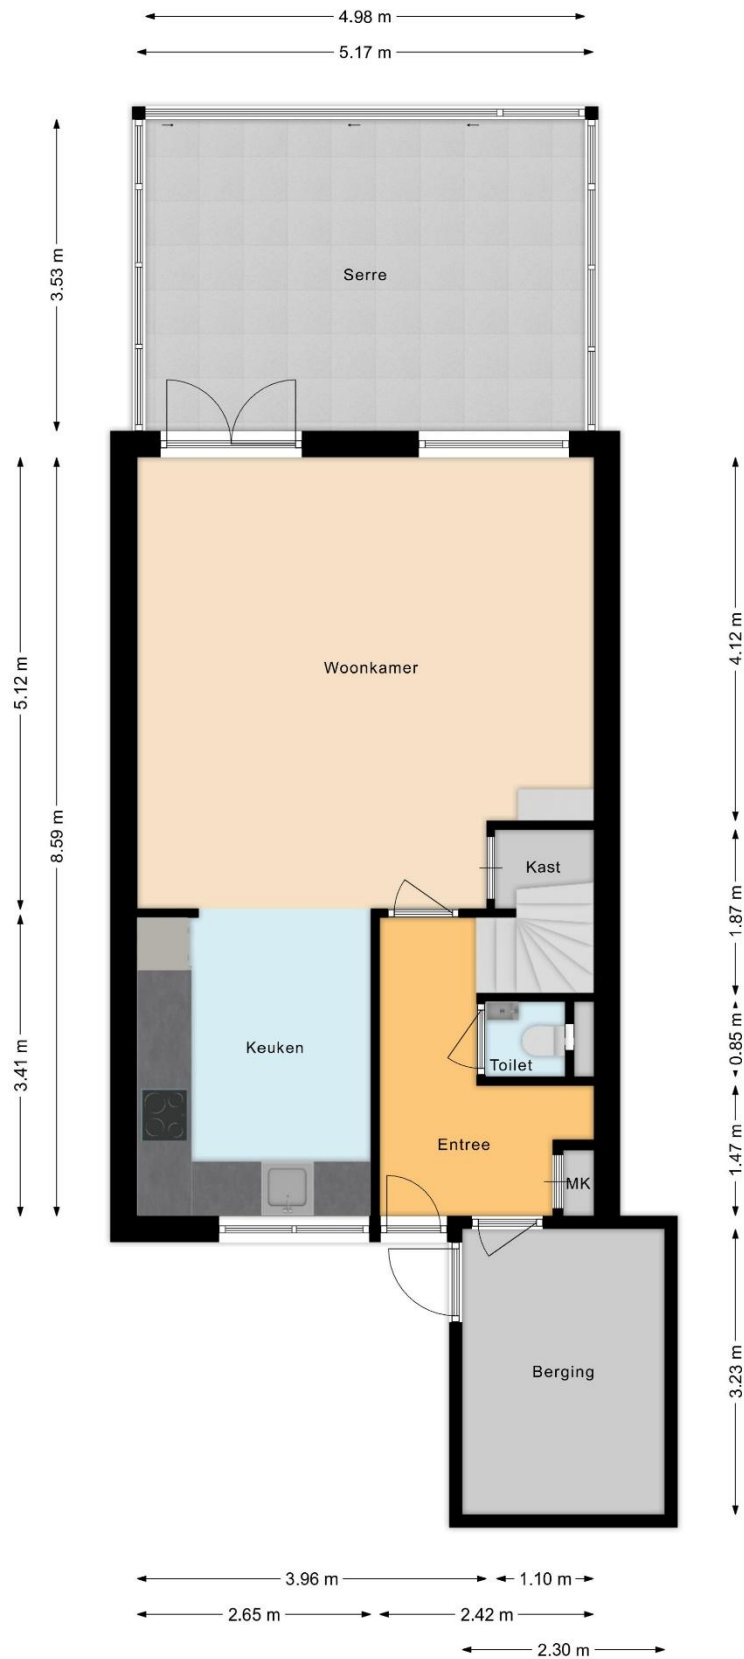 4.98 m
5.17 m
3.53 m
Serre
5.12 m
8.59 m
4.12 m
Woonkamer
Kast
1.87 m
3.41 m
Keuken
Toilet
0.85 m
Entree
1.47 m
MK
Berging
3.23 m
3.96 m
1.10 m
2.65 m
2.42 m
2.30 m